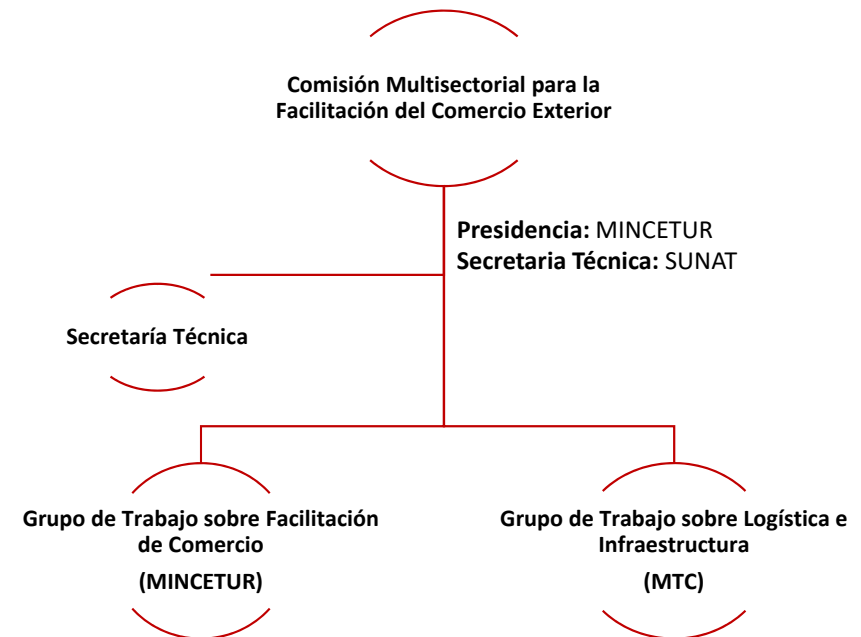 Comisión Multisectorial para la
Facilitación del Comercio Exterior
Presidencia: MINCETUR
Secretaria Técnica: SUNAT
Secretaría Técnica
Grupo de Trabajo sobre Facilitación
de Comercio
(MINCETUR)
Grupo de Trabajo sobre Logística e
Infraestructura
(MTC)